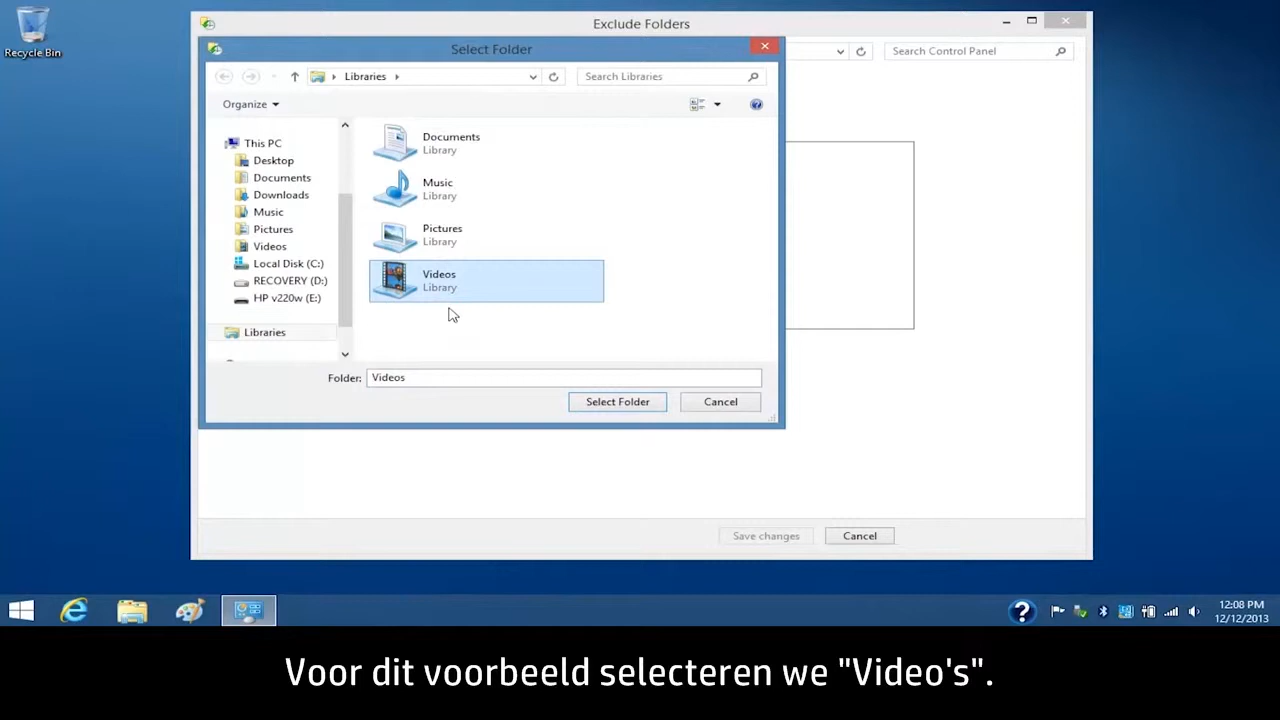 Recycle Bin
Exclude Folders
Search Control Panel
Select Folder
Libraries
Search Libraries
Organize
This PC
Desktop
Documents
Downloads
Music
Pictures
Videos
Local Disk (C:)
RECOVERY (D:)
HP v220w (E:)
Libraries
Documents
Library
Music
Library
Pictures
Library
Videos
Library
Folder: Videos
Select Folder Cancel
Save changes Cancel
12:08 PM
12/12/2013
Voor dit voorbeeld selecteren we "Video's".